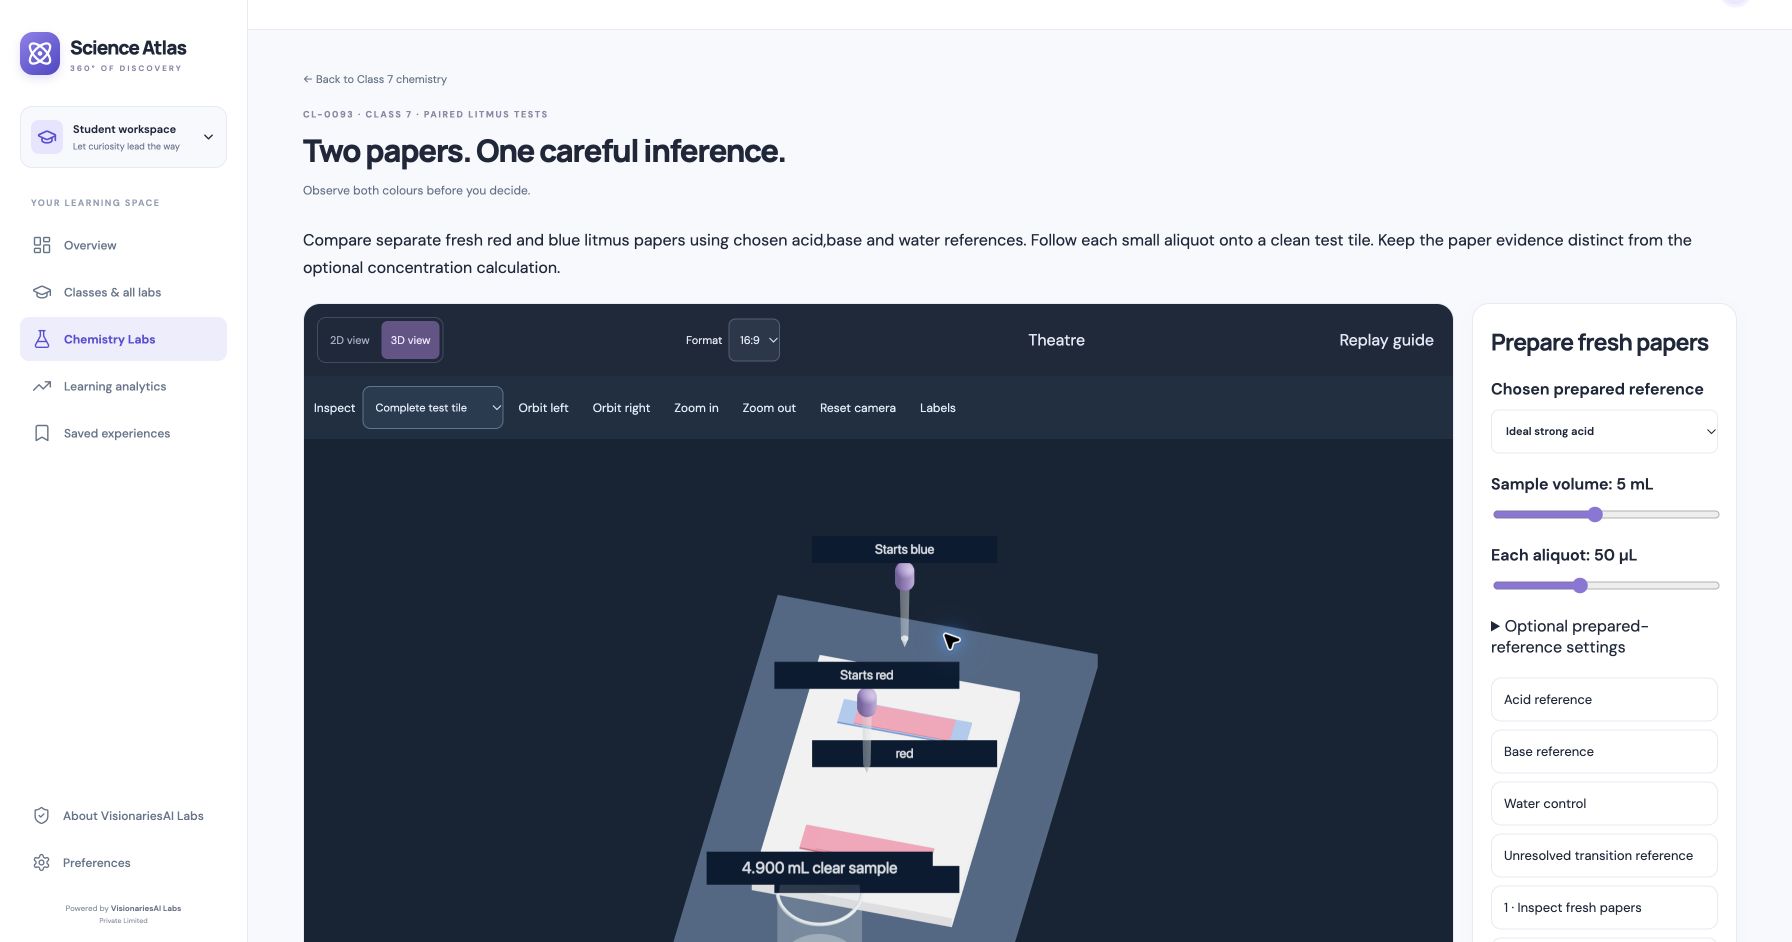 Science Atlas
360° OF DISCOVERY
Student workspace
Let curiosity lead the way
YOUR LEARNING SPACE
Overview
Classes & all labs
Chemistry Labs
Learning analytics
Saved experiences
About VisionariesAI Labs
Preferences
Powered by VisionariesAI Labs
Private Limited
← Back to Class 7 chemistry
CL-0093 · CLASS 7 · PAIRED LITMUS TESTS
Two papers. One careful inference.
Observe both colours before you decide.
Compare separate fresh red and blue litmus papers using chosen acid,base and water references. Follow each small aliquot onto a clean test tile. Keep the paper evidence distinct from the
optional concentration calculation.
2D view
3D view
Format
16:9
Theatre
Replay guide
Inspect
Complete test tile
Orbit left
Orbit right
Zoom in
Zoom out
Reset camera
Labels
Starts blue
Starts red
red
4.900 mL clear sample
Prepare fresh papers
Chosen prepared reference
Ideal strong acid
Sample volume: 5 mL
Each aliquot: 50 µL
▶ Optional prepared-
reference settings
Acid reference
Base reference
Water control
Unresolved transition reference
1 · Inspect fresh papers